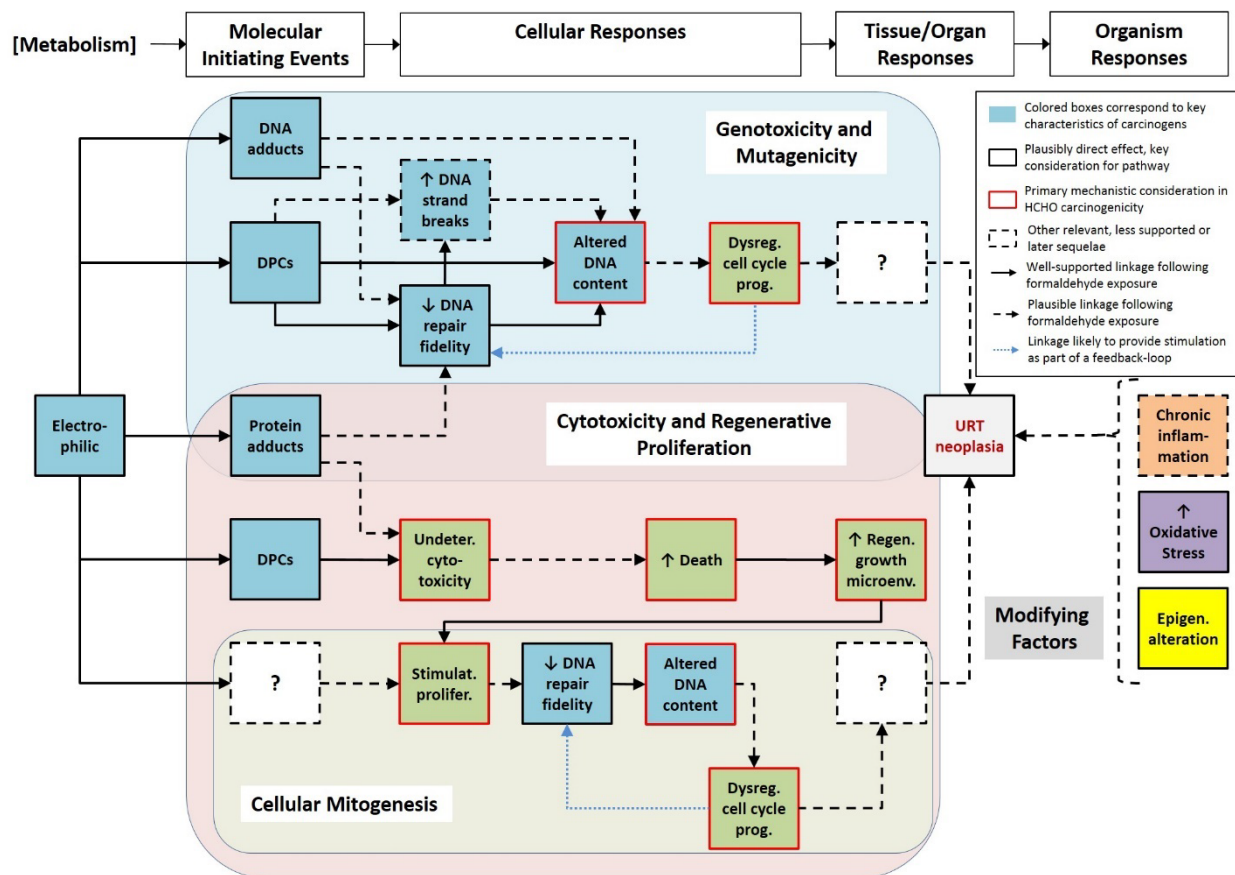 [Metabolism]
Molecular
Initiating Events
Cellular Responses
Tissue/Organ
Responses
Organism
Responses
DNA
adducts
Genotoxicity and
Mutagenicity
↑ DNA
strand
breaks
DPCs
Altered
DNA
content
Dysreg.
cell cycle
prog.
?
↓ DNA
repair
fidelity
Colored boxes correspond to key
characteristics of carcinogens
Plausibly direct effect, key
consideration for pathway
Primary mechanistic consideration in
HCHO carcinogenicity
Other relevant, less supported or
later sequelae
Well-supported linkage following
formaldehyde exposure
Plausible linkage following
formaldehyde exposure
Linkage likely to provide stimulation
as part of a feedback-loop
Electro-
philic
Protein
adducts
Cytotoxicity and Regenerative
Proliferation
URT
neoplasia
Chronic
inflam-
mation
↑
Oxidative
Stress
Epigen.
alteration
Modifying
Factors
DPCs
Undeter.
cyto-
toxicity
↑ Death
↑ Regen.
growth
microenv.
?
Stimulat.
prolifer.
↓ DNA
repair
fidelity
Altered
DNA
content
?
Dysreg.
cell cycle
prog.
Cellular Mitogenesis